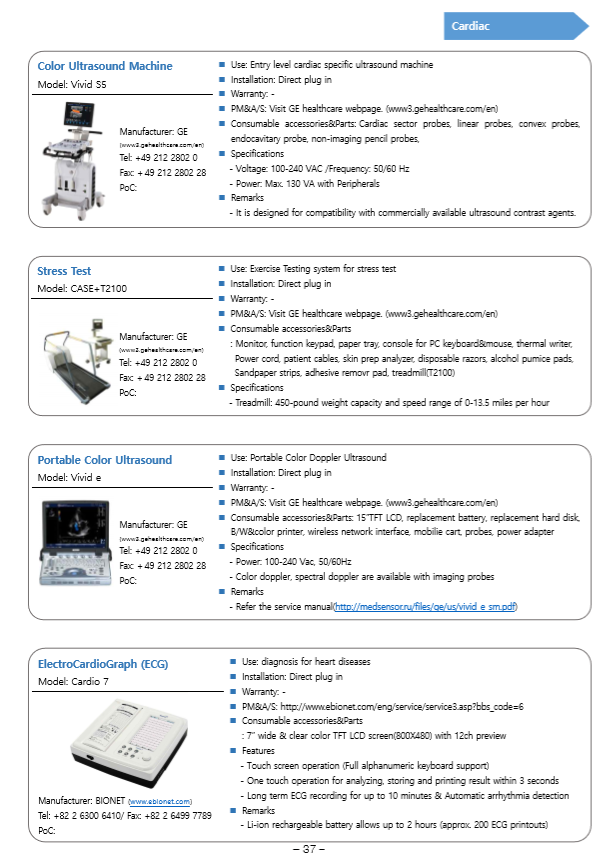 Cardiac
Color Ultrasound Machine
Model: Vivid S5
Manufacturer: GE
(www3.gehealthcare.com/en)
Tel: +49 212 2802 0
Fax: + 49 212 2802 28
PoC:
■ Use: Entry level cardiac specific ultrasound machine
■ Installation: Direct plug in
■ Warranty: -
■ PM&A/S: Visit GE healthcare webpage. (www3.gehealthcare.com/en)
■ Consumable accessories&Parts: Cardiac sector probes, linear probes, convex probes,
endocavitary probe, non-imaging pencil probes,
■ Specifications
- Voltage: 100-240 VAC /Frequency: 50/60 Hz
- Power: Max. 130 VA with Peripherals
■ Remarks
- It is designed for compatibility with commercially available ultrasound contrast agents.
Stress Test
Model: CASE+T2100
Manufacturer: GE
(www3.gehealthcare.com/en)
Tel: +49 212 2802 0
Fax: + 49 212 2802 28
PoC:
■ Use: Exercise Testing system for stress test
■ Installation: Direct plug in
■ Warranty: -
■ PM&A/S: Visit GE healthcare webpage. (www3.gehealthcare.com/en)
■ Consumable accessories&Parts
: Monitor, function keypad, paper tray, console for PC keyboard&mouse, thermal writer,
Power cord, patient cables, skin prep analyzer, disposable razors, alcohol pumice pads,
Sandpaper strips, adhesive removr pad, treadmill(T2100)
■ Specifications
- Treadmill: 450-pound weight capacity and speed range of 0-13.5 miles per hour
Portable Color Ultrasound
Model: Vivid e
Manufacturer: GE
(www3.gehealthcare.com/en)
Tel: +49 212 2802 0
Fax: + 49 212 2802 28
PoC:
■ Use: Portable Color Doppler Ultrasound
■ Installation: Direct plug in
■ Warranty: -
■ PM&A/S: Visit GE healthcare webpage. (www3.gehealthcare.com/en)
■ Consumable accessories&Parts: 15"TFT LCD, replacement battery, replacement hard disk,
B/W&color printer, wireless network interface, mobilie cart, probes, power adapter
■ Specifications
- Power: 100-240 Vac, 50/60Hz
- Color doppler, spectral doppler are available with imaging probes
■ Remarks
- Refer the service manual(http://medsensor.ru/files/ge/us/vivid_e_sm.pdf)
ElectroCardioGraph (ECG)
Model: Cardio 7
Manufacturer: BIONET (www.ebionet.com)
Tel: +82 2 6300 6410/ Fax: +82 2 6499 7789
PoC:
■ Use: diagnosis for heart diseases
■ Installation: Direct plug in
■ Warranty: -
■ PM&A/S: http://www.ebionet.com/eng/service/service3.asp?bbs_code=6
■ Consumable accessories&Parts
: 7" wide & clear color TFT LCD screen(800X480) with 12ch preview
■ Features
- Touch screen operation (Full alphanumeric keyboard support)
- One touch operation for analyzing, storing and printing result within 3 seconds
- Long term ECG recording for up to 10 minutes & Automatic arrhythmia detection
■ Remarks
- Li-ion rechargeable battery allows up to 2 hours (approx. 200 ECG printouts)
– 37 –